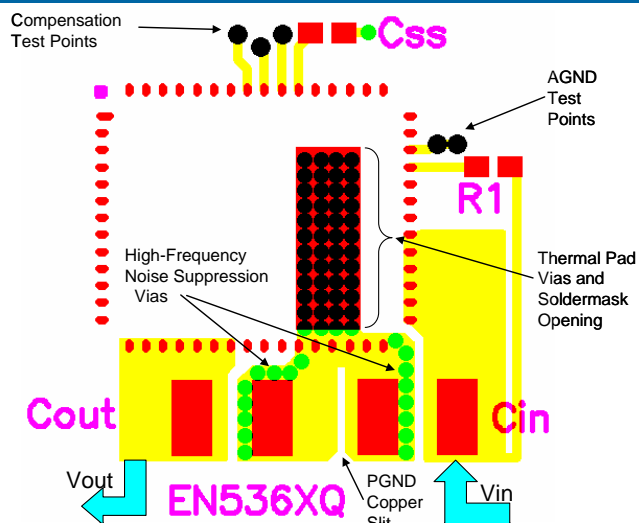 Compensation
Test Points
Css
AGND
Test
Points
R1
High-Frequency
Noise Suppression
Vias
Thermal Pad
Vias and
Soldermask
Opening
Cout
Cin
Vout
EN536XQ
PGND
Copper
Slit
Vin